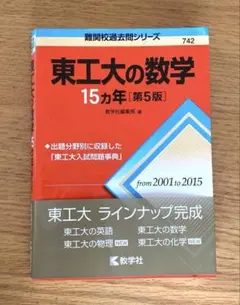 難関校過去問シリーズ
742
東工大の数学
15ヵ年[第5版]
教学社編集部 編
◆出題分野別に収録した
「東工大入試問題事典」
from 2001 to 2015
東工大 ラインナップ完成
東工大の英語 東工大の数学
東工大の物理 NEW 東工大の化学 NEW
教学社